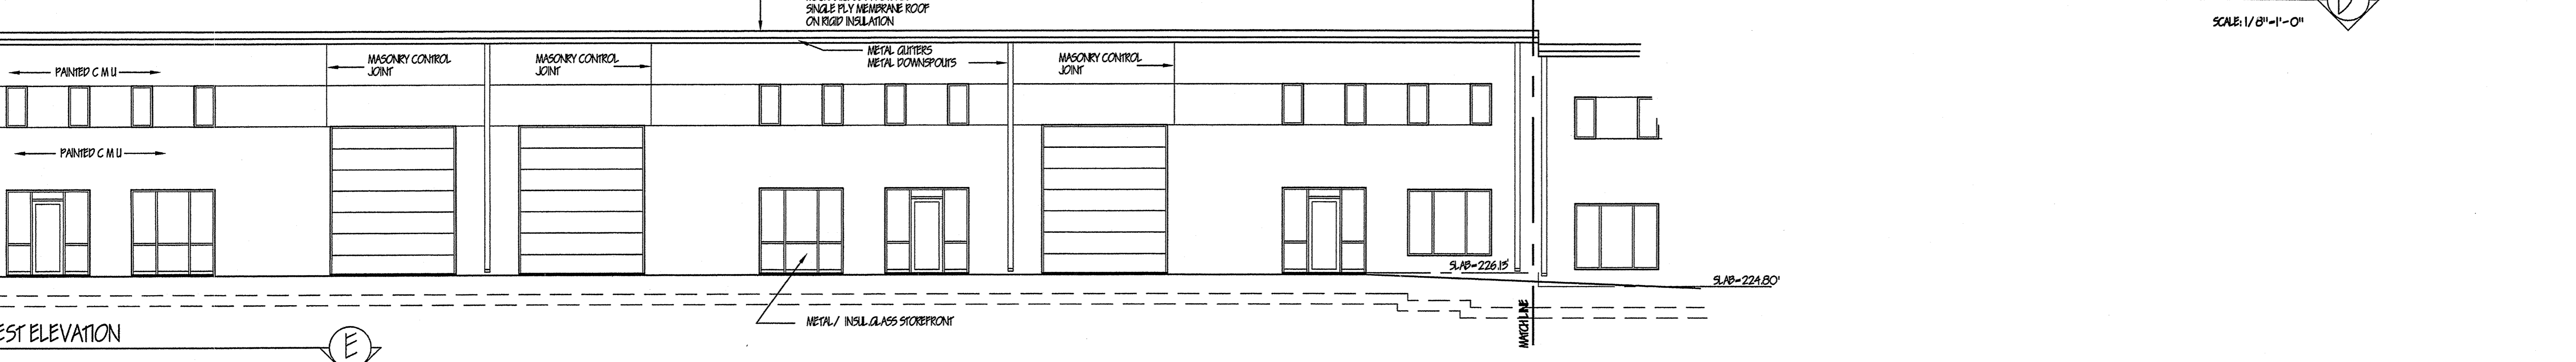 SINGLE PLY MEMBRANE ROOF
ON RIGID INSULATION
SCALE: 1/8"=1'-0"
METAL GUTTERS
METAL DOWNSPOUTS
MASONRY CONTROL
JOINT
MASONRY CONTROL
JOINT
MASONRY CONTROL
JOINT
PAINTED C M U
PAINTED C M U
SLAB=226.13'
SLAB=224.80'
METAL/ INSUL.GLASS STOREFRONT
MATCH LINE
EST ELEVATION
E